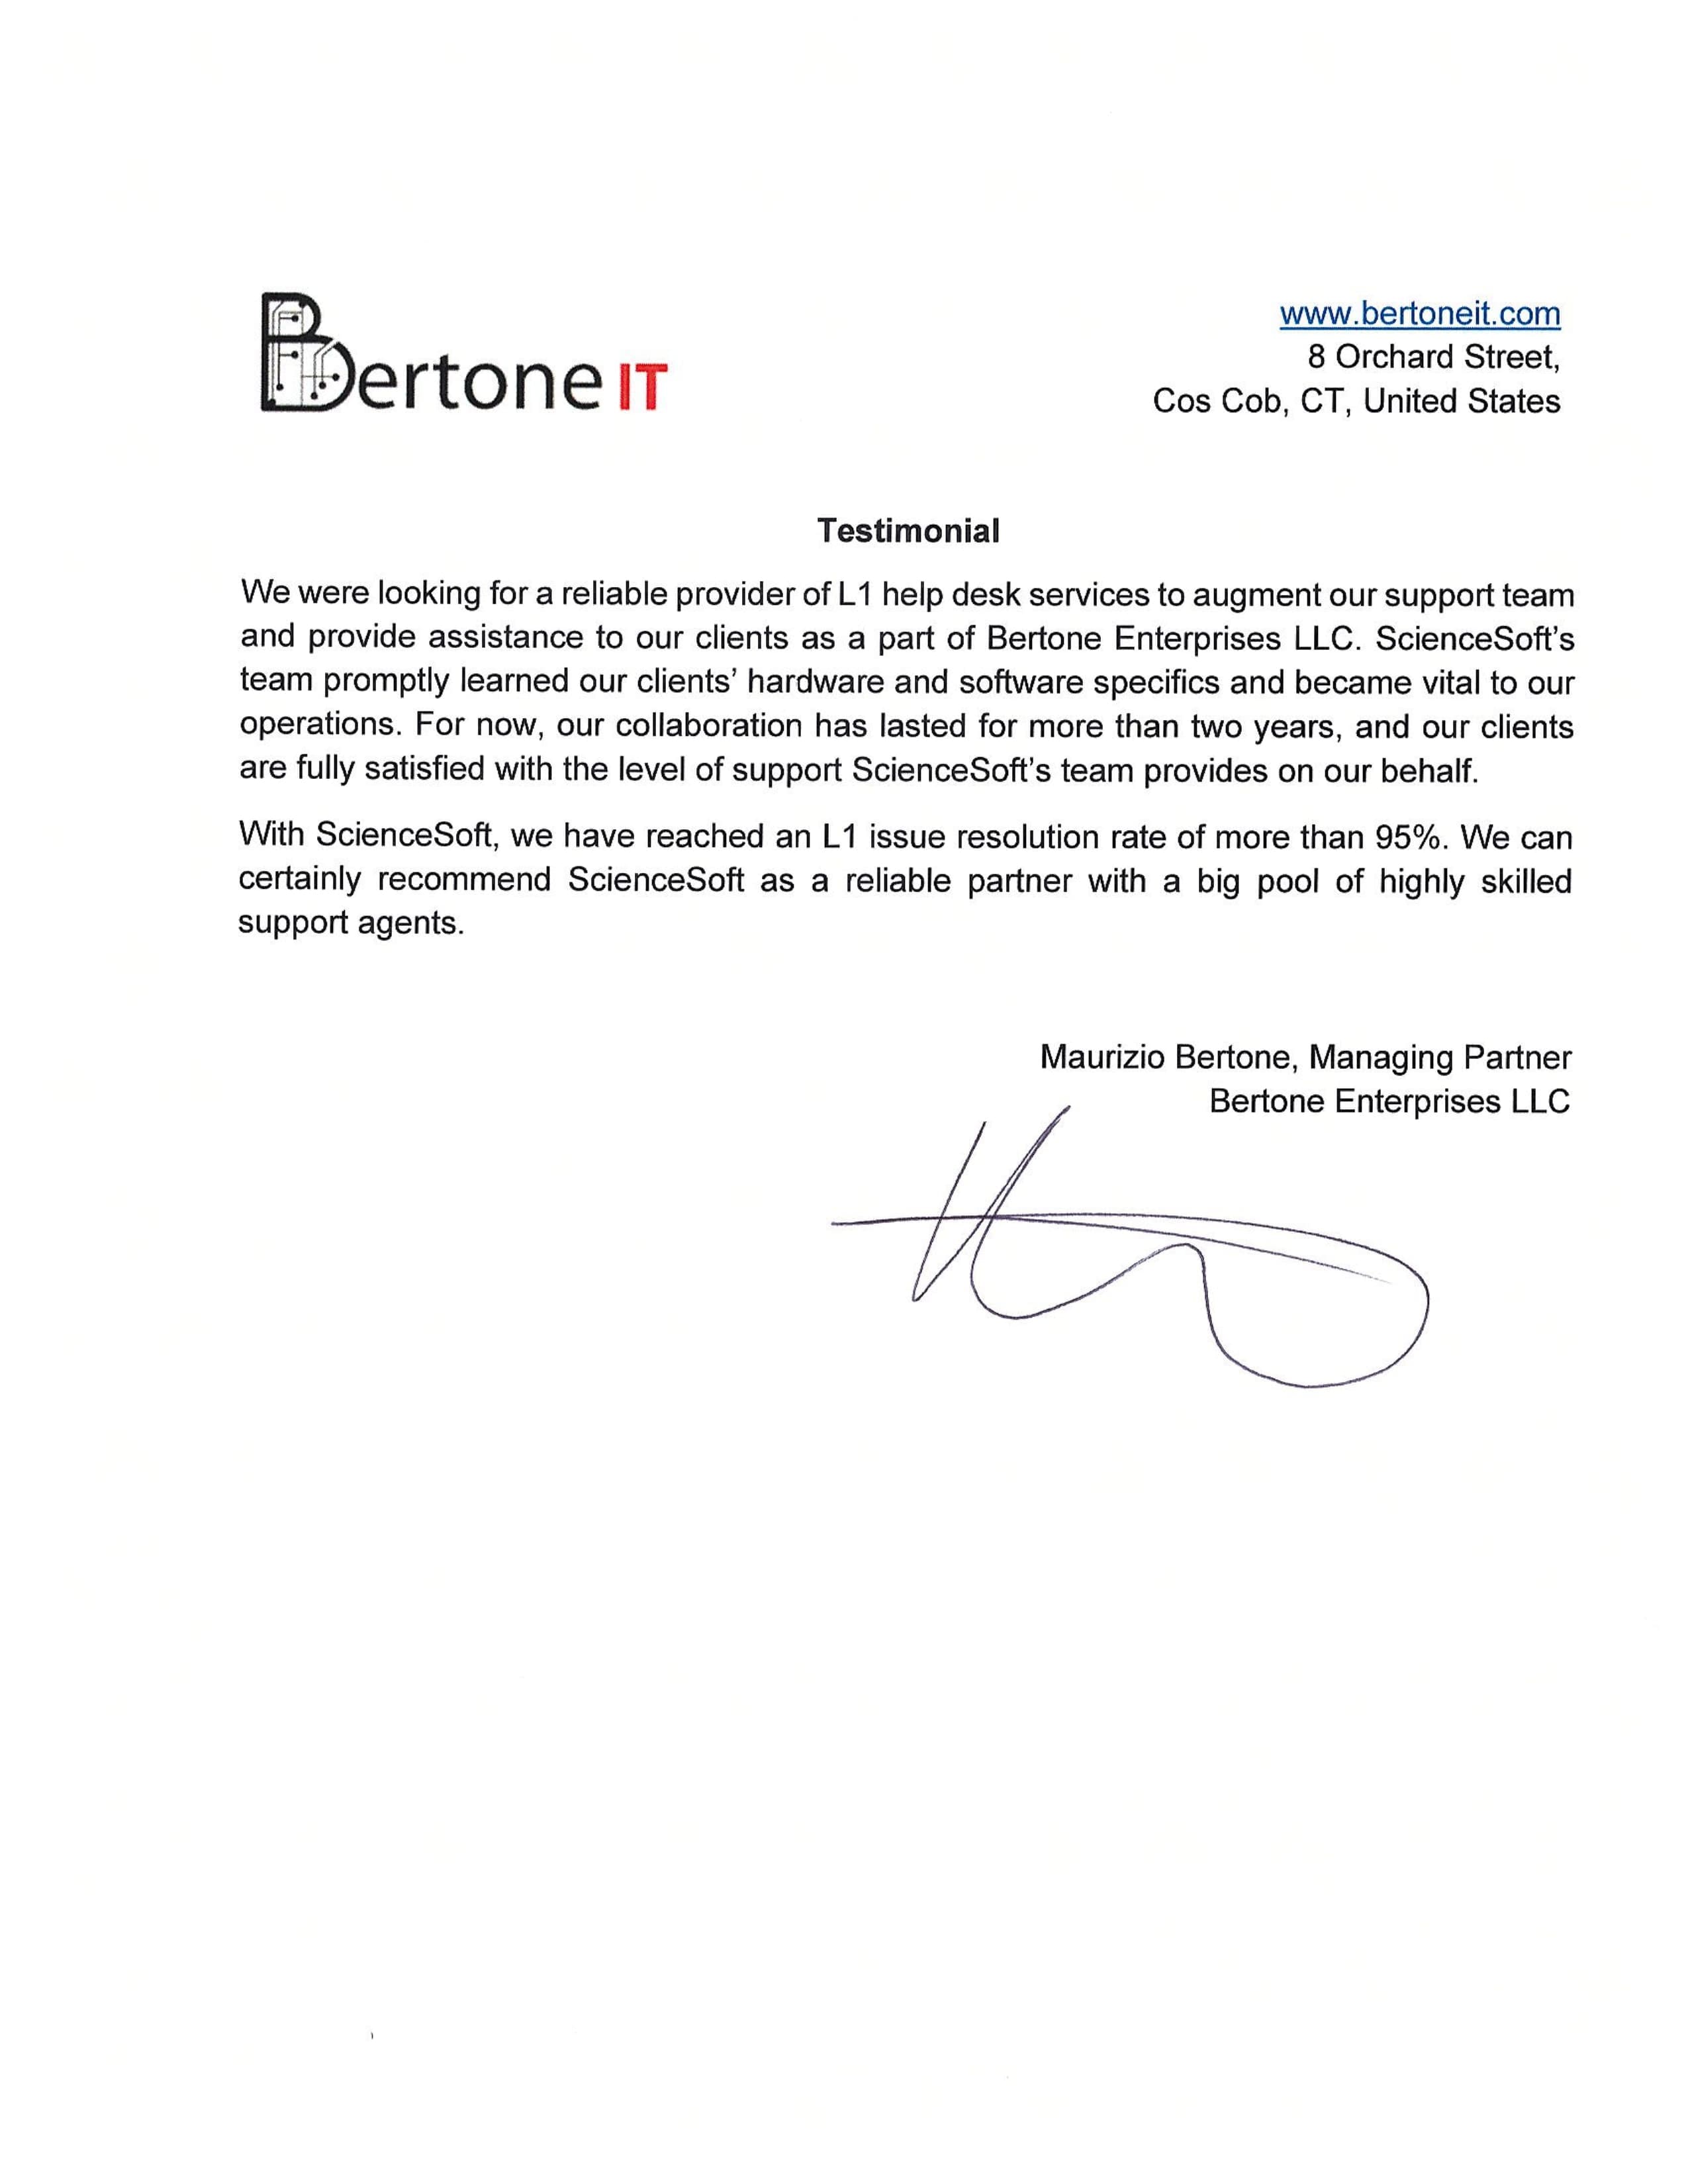 Bertone IT
www.bertoneit.com
8 Orchard Street,
Cos Cob, CT, United States
Testimonial
We were looking for a reliable provider of L1 help desk services to augment our support team
and provide assistance to our clients as a part of Bertone Enterprises LLC. ScienceSoft’s
team promptly learned our clients’ hardware and software specifics and became vital to our
operations. For now, our collaboration has lasted for more than two years, and our clients
are fully satisfied with the level of support ScienceSoft’s team provides on our behalf.
With ScienceSoft, we have reached an L1 issue resolution rate of more than 95%. We can
certainly recommend ScienceSoft as a reliable partner with a big pool of highly skilled
support agents.
Maurizio Bertone, Managing Partner
Bertone Enterprises LLC